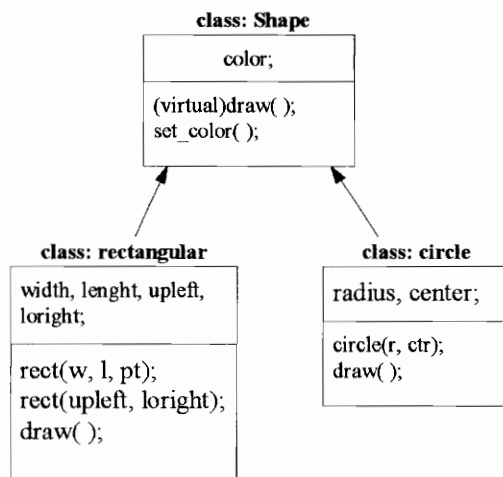 class: Shape
color;
(virtual)draw( );
set_color( );
class: rectangular
width, lenght, upleft,
loright;
rect(w, l, pt);
rect(upleft, loright);
draw( );
class: circle
radius, center;
circle(r, ctr);
draw( );